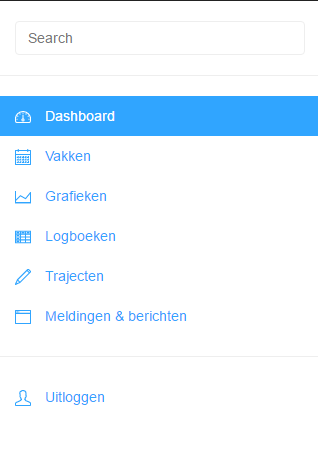 Search
Dashboard
Vakken
Grafieken
Logboeken
Trajecten
Meldingen & berichten
Uitloggen